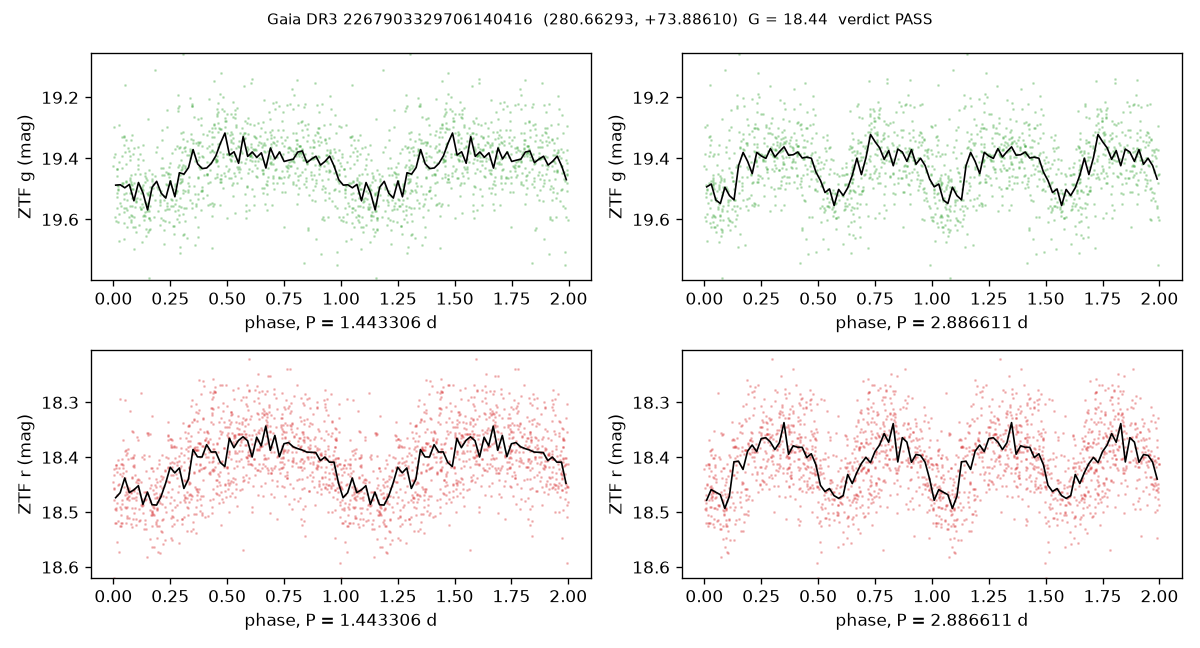 Gaia DR3 2267903329706140416  (280.66293, +73.88610)  G = 18.44  verdict PASS
ZTF g (mag)
19.2
19.4
19.6
0.00 0.25 0.50 0.75 1.00 1.25 1.50 1.75 2.00
phase, P = 1.443306 d
ZTF g (mag)
19.2
19.4
19.6
0.00 0.25 0.50 0.75 1.00 1.25 1.50 1.75 2.00
phase, P = 2.886611 d
ZTF r (mag)
18.3
18.4
18.5
18.6
0.00 0.25 0.50 0.75 1.00 1.25 1.50 1.75 2.00
phase, P = 1.443306 d
ZTF r (mag)
18.3
18.4
18.5
18.6
0.00 0.25 0.50 0.75 1.00 1.25 1.50 1.75 2.00
phase, P = 2.886611 d